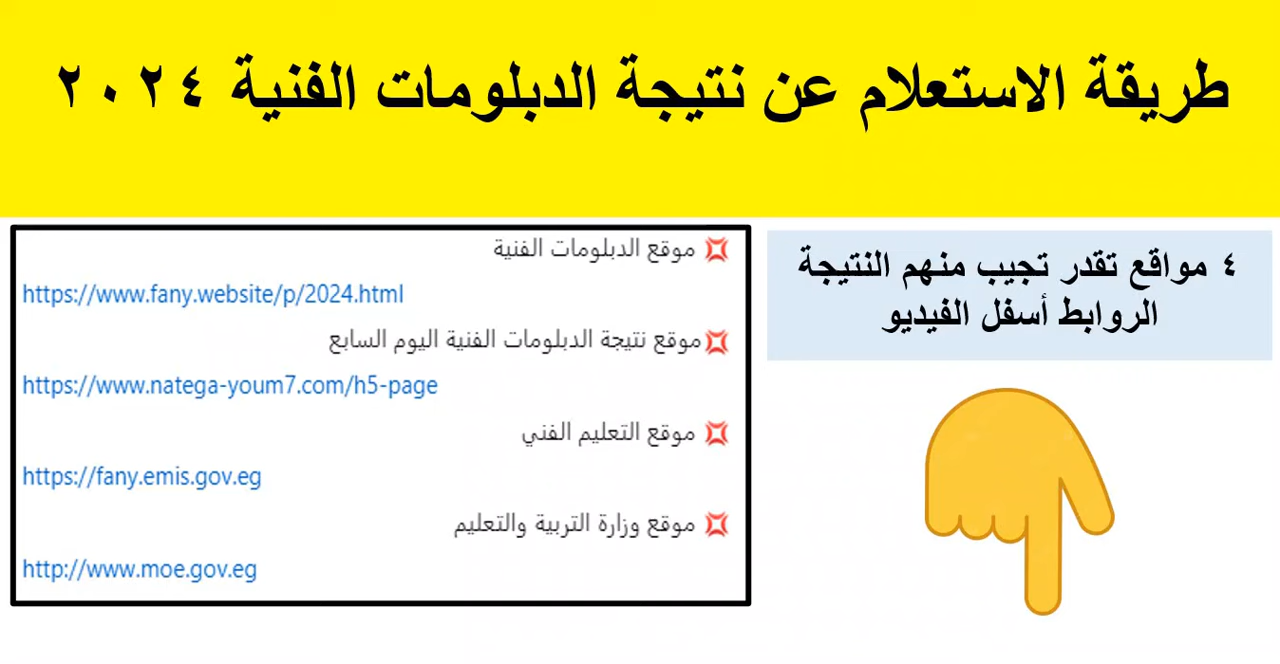 طريقة الاستعلام عن نتيجة الدبلومات الفنية ٢٠٢٤
٤ مواقع تقدر تجيب منهم النتيجة
الروابط أسفل الفيديو
موقع الدبلومات الفنية
https://www.fany.website/p/2024.html
موقع نتيجة الدبلومات الفنية اليوم السابع
https://www.natega-youm7.com/h5-page
موقع التعليم الفني
https://fany.emis.gov.eg
موقع وزارة التربية والتعليم
http://www.moe.gov.eg